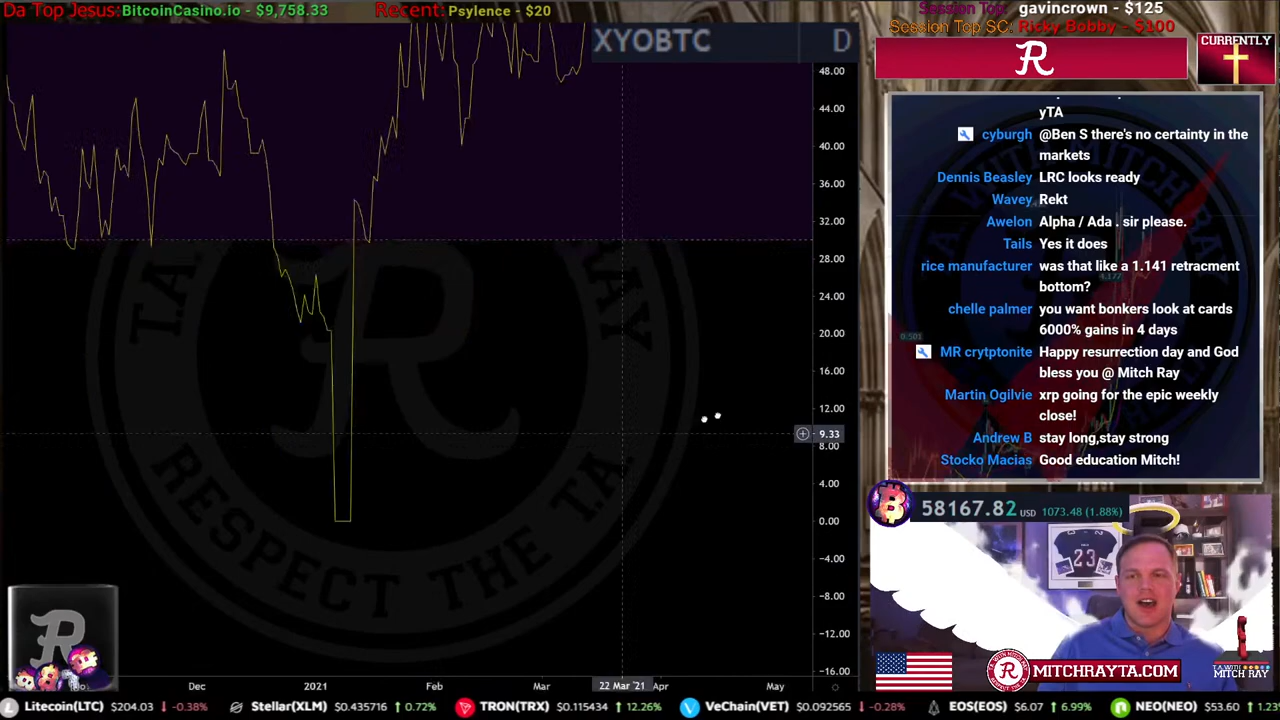 Da Top Jesus:BitcoinCasino.io - $9,758.33
Recent: Psylence - $20
Session Top: gavincrown - $125
Session Top SC: Ricky Bobby - $100
XYOBTC D
R
CURRENTLY
48.00
44.00
40.00
36.00
32.00
28.00
24.00
20.00
16.00
12.00
9.33
8.00
4.00
0.00
-4.00
-8.00
-12.00
-16.00
T.A. WITH MITCH RAY
R
RESPECT THE T.A.
R
Dec 2021 Feb Mar 22 Mar '21 Apr May
yTA
cyburgh @Ben S there's no certainty in the
markets
Dennis Beasley LRC looks ready
Wavey Rekt
Awelon Alpha / Ada . sir please.
Tails Yes it does
rice manufacturer was that like a 1.141 retracment
bottom?
chelle palmer you want bonkers look at cards
6000% gains in 4 days
MR crytptonite Happy resurrection day and God
bless you @ Mitch Ray
Martin Ogilvie xrp going for the epic weekly
close!
Andrew B stay long,stay strong
Stocko Macias Good education Mitch!
58167.82 USD 1073.48 (1.88%)
23
R MITCHRAYTA.COM
T.A. WITH
MITCH RAY
Litecoin(LTC) $204.03 -0.38% Stellar(XLM) $0.435716 0.72% TRON(TRX) $0.115434 12.26% VeChain(VET) $0.092565 -0.28% EOS(EOS) $6.07 6.99% NEO(NEO) $53.60